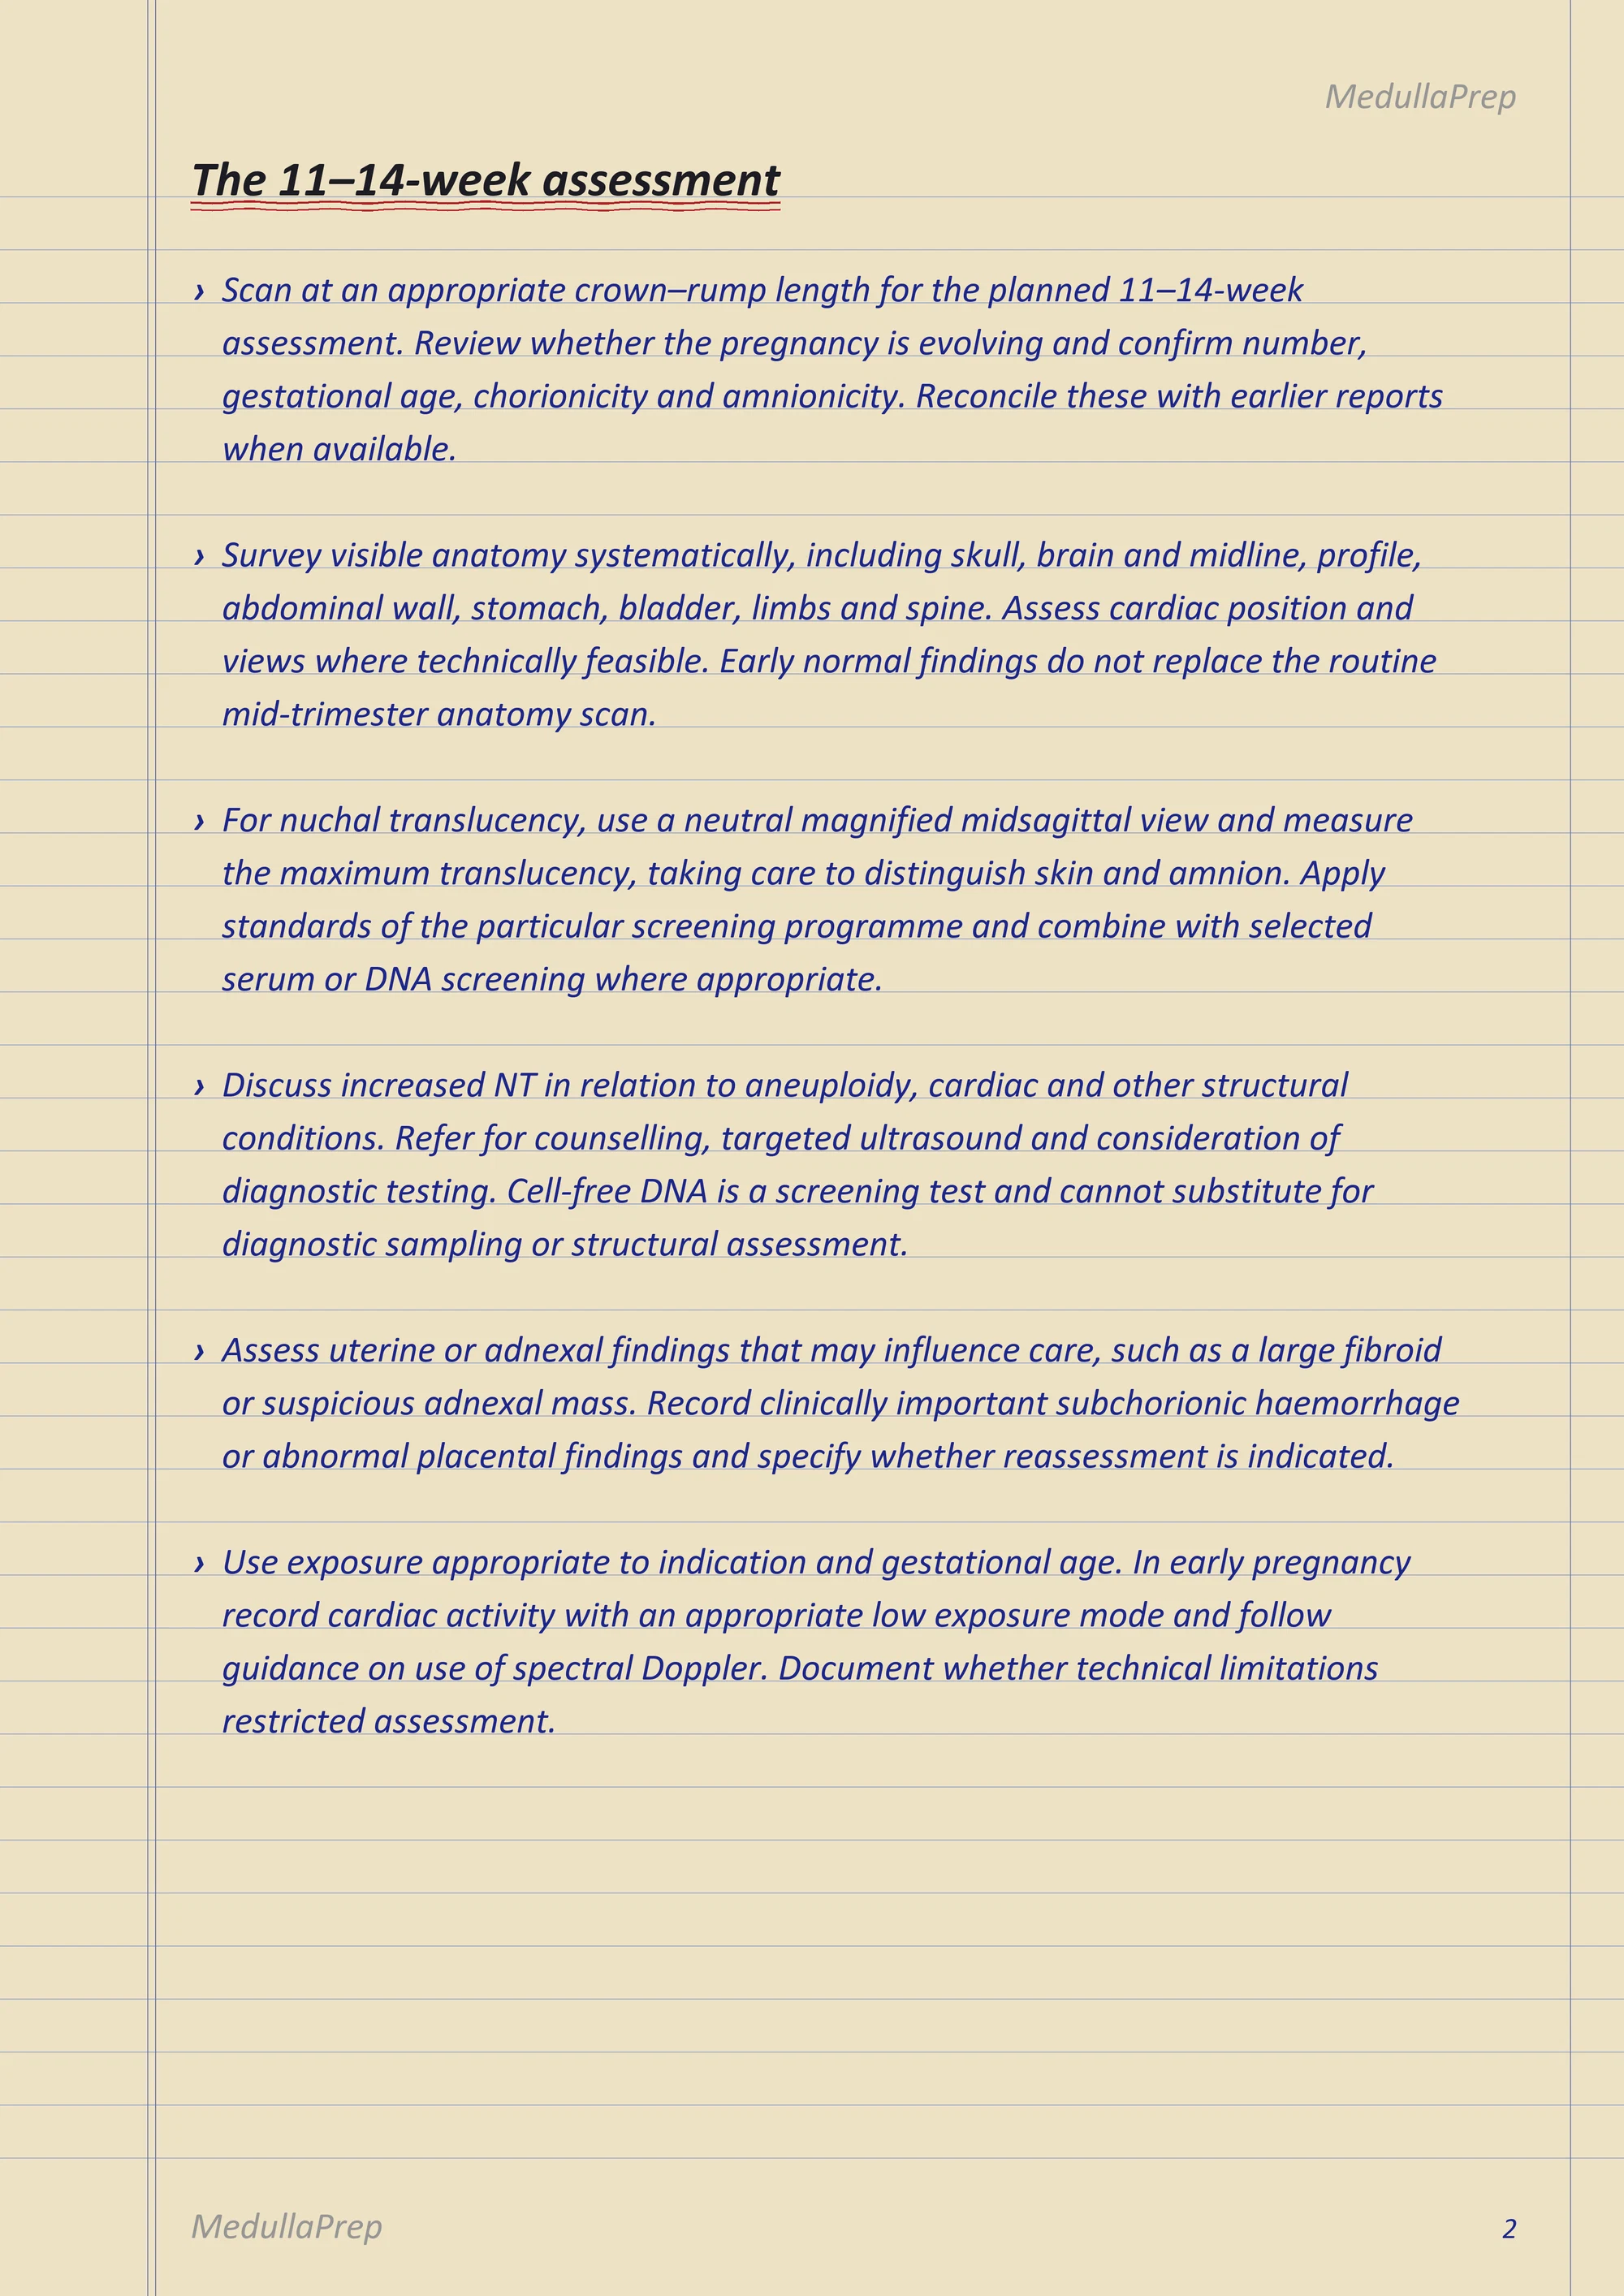 MedullaPrep
The 11–14-week assessment
› Scan at an appropriate crown–rump length for the planned 11–14-week
assessment. Review whether the pregnancy is evolving and confirm number,
gestational age, chorionicity and amnionicity. Reconcile these with earlier reports
when available.
› Survey visible anatomy systematically, including skull, brain and midline, profile,
abdominal wall, stomach, bladder, limbs and spine. Assess cardiac position and
views where technically feasible. Early normal findings do not replace the routine
mid-trimester anatomy scan.
› For nuchal translucency, use a neutral magnified midsagittal view and measure
the maximum translucency, taking care to distinguish skin and amnion. Apply
standards of the particular screening programme and combine with selected
serum or DNA screening where appropriate.
› Discuss increased NT in relation to aneuploidy, cardiac and other structural
conditions. Refer for counselling, targeted ultrasound and consideration of
diagnostic testing. Cell-free DNA is a screening test and cannot substitute for
diagnostic sampling or structural assessment.
› Assess uterine or adnexal findings that may influence care, such as a large fibroid
or suspicious adnexal mass. Record clinically important subchorionic haemorrhage
or abnormal placental findings and specify whether reassessment is indicated.
› Use exposure appropriate to indication and gestational age. In early pregnancy
record cardiac activity with an appropriate low exposure mode and follow
guidance on use of spectral Doppler. Document whether technical limitations
restricted assessment.
MedullaPrep
2